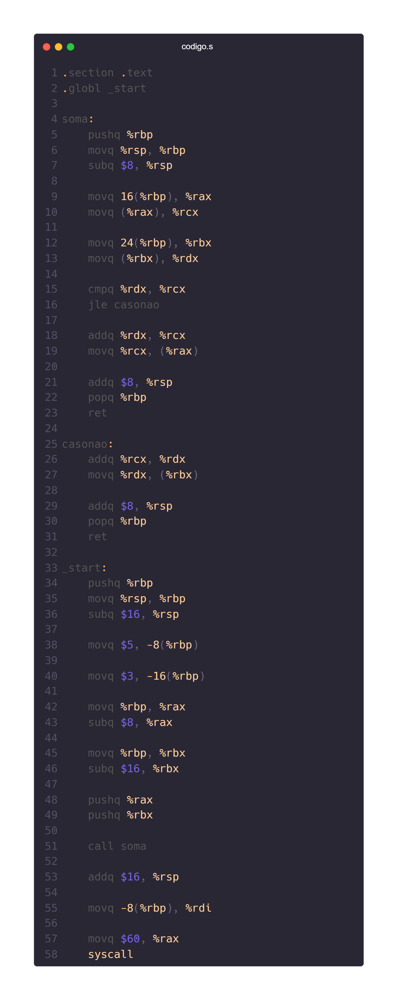 codigo.s
1 .section .text
2 .globl _start
3
4 soma:
5     pushq %rbp
6     movq %rsp, %rbp
7     subq $8, %rsp
8
9     movq 16(%rbp), %rax
10     movq (%rax), %rcx
11
12     movq 24(%rbp), %rbx
13     movq (%rbx), %rdx
14
15     cmpq %rdx, %rcx
16     jle casonao
17
18     addq %rdx, %rcx
19     movq %rcx, (%rax)
20
21     addq $8, %rsp
22     popq %rbp
23     ret
24
25 casonao:
26     addq %rcx, %rdx
27     movq %rdx, (%rbx)
28
29     addq $8, %rsp
30     popq %rbp
31     ret
32
33 _start:
34     pushq %rbp
35     movq %rsp, %rbp
36     subq $16, %rsp
37
38     movq $5, -8(%rbp)
39
40     movq $3, -16(%rbp)
41
42     movq %rbp, %rax
43     subq $8, %rax
44
45     movq %rbp, %rbx
46     subq $16, %rbx
47
48     pushq %rax
49     pushq %rbx
50
51     call soma
52
53     addq $16, %rsp
54
55     movq -8(%rbp), %rdi
56
57     movq $60, %rax
58     syscall